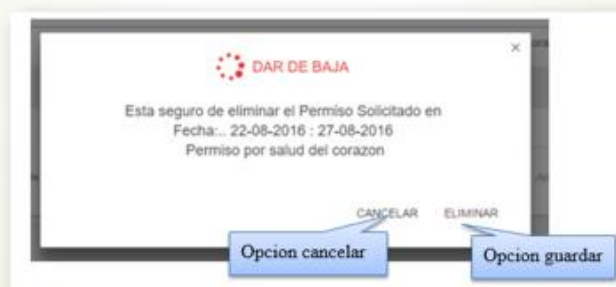 ×
DAR DE BAJA
Esta seguro de eliminar el Permiso Solicitado en
Fecha:.. 22-08-2016 : 27-08-2016
Permiso por salud del corazon
CANCELAR ELIMINAR
Opcion cancelar
Opcion guardar